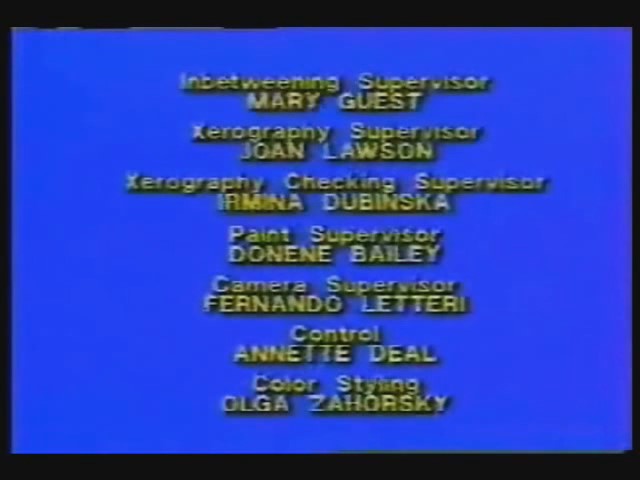 Inbetweening Supervisor
MARY GUEST
Xerography Supervisor
JOAN LAWSON
Xerography Checking Supervisor
IRMINA DUBINSKA
Paint Supervisor
DONENE BAILEY
Camera Supervisor
FERNANDO LETTERI
Control
ANNETTE DEAL
Color Styling
OLGA ZAHORSKY